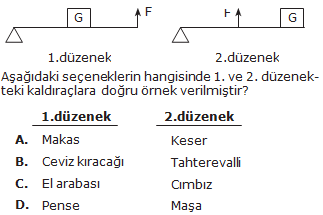 G F F G
1.düzenek 2.düzenek
Aşağıdaki seçeneklerin hangisinde 1. ve 2. düzenek-
teki kaldıraçlara doğru örnek verilmiştir?
1.düzenek 2.düzenek
A. Makas Keser
B. Ceviz kıracağı Tahterevalli
C. El arabası Cımbız
D. Pense Maşa